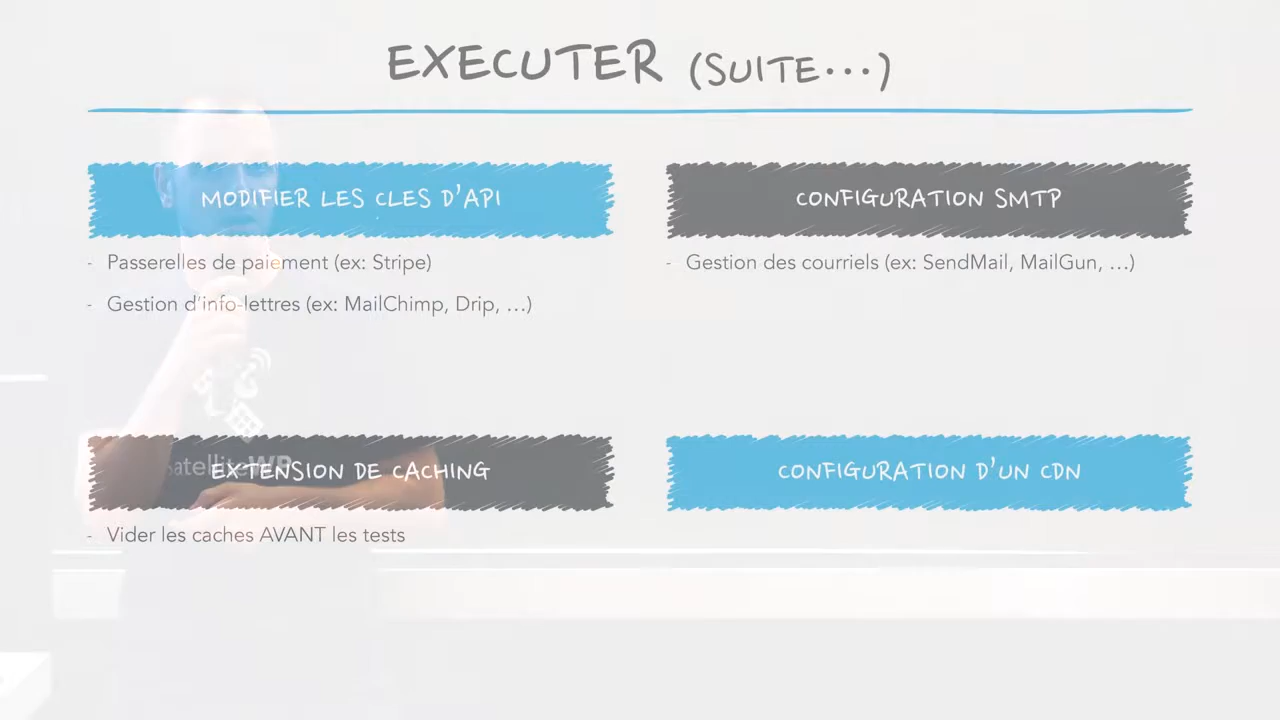 EXECUTER (SUITE...)
MODIFIER LES CLES D'API
- Passerelles de paiement (ex: Stripe)
- Gestion d'info-lettres (ex: MailChimp, Drip, ...)
CONFIGURATION SMTP
- Gestion des courriels (ex: SendMail, MailGun, ...)
EXTENSION DE CACHING
SatelliteWP
- Vider les caches AVANT les tests
CONFIGURATION D'UN CDN